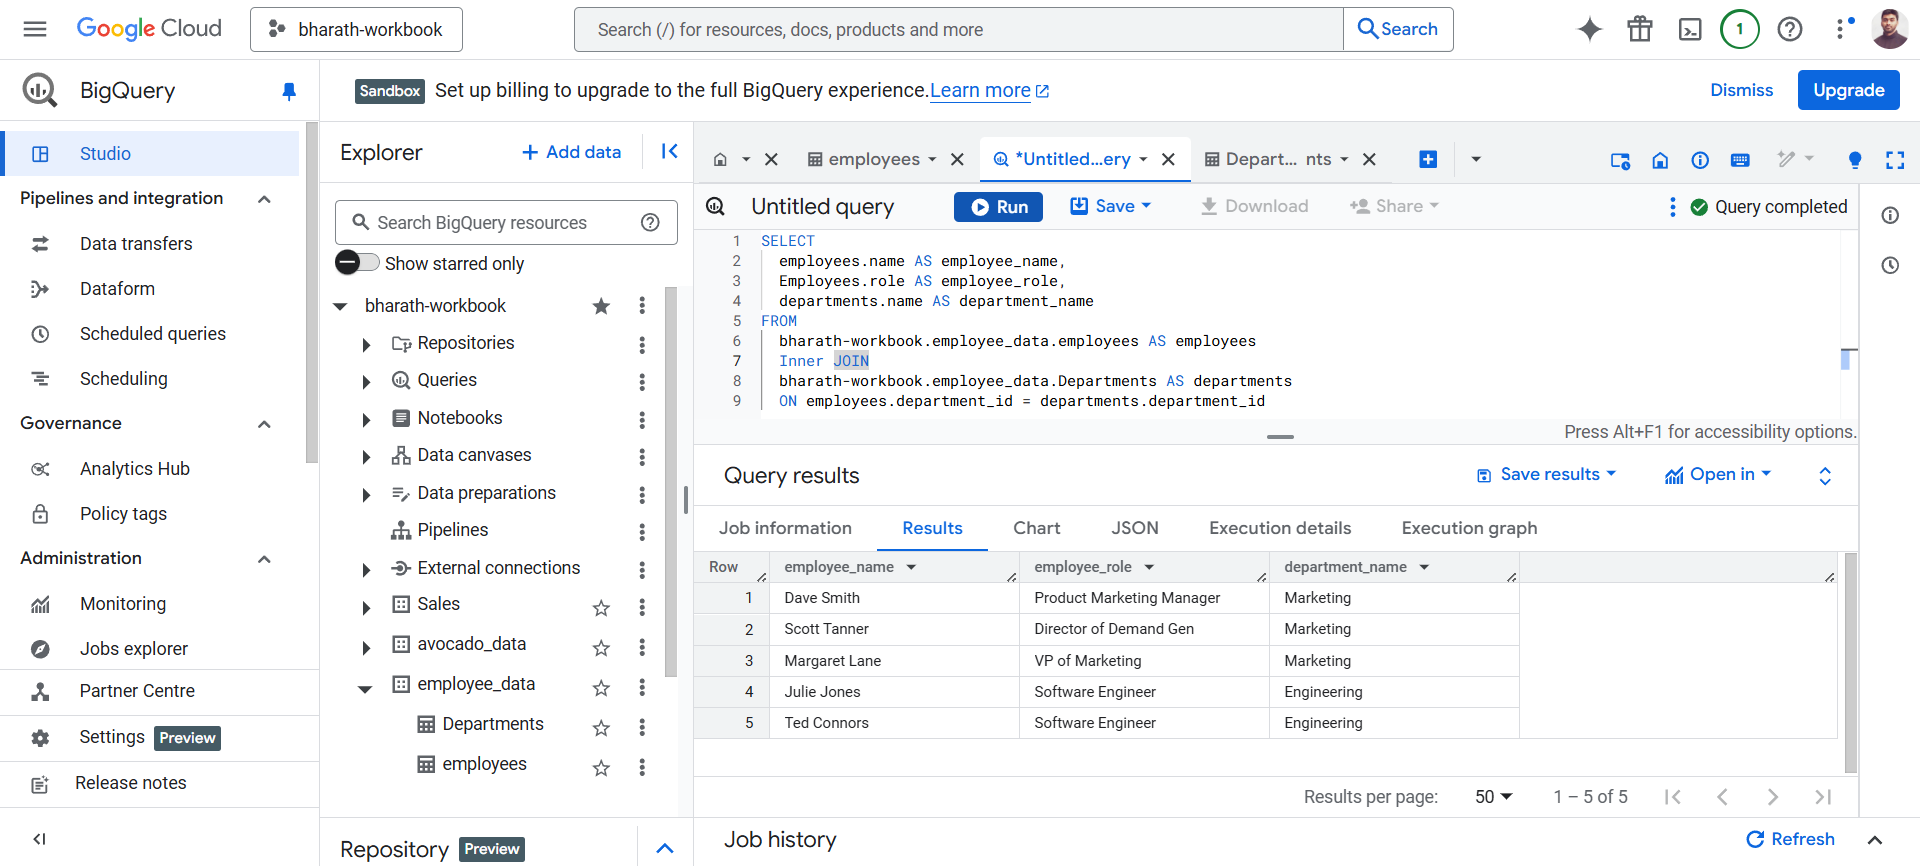 Google Cloud
bharath-workbook
Search (/) for resources, docs, products and more
Search
1
BigQuery
Sandbox Set up billing to upgrade to the full BigQuery experience. Learn more
Dismiss
Upgrade
Studio
Pipelines and integration
Data transfers
Dataform
Scheduled queries
Scheduling
Governance
Analytics Hub
Policy tags
Administration
Monitoring
Jobs explorer
Partner Centre
Settings Preview
Release notes
Explorer
Add data
Search BigQuery resources
Show starred only
bharath-workbook
Repositories
Queries
Notebooks
Data canvases
Data preparations
Pipelines
External connections
Sales
avocado_data
employee_data
Departments
employees
Repository Preview
employees
*Untitled...ery
Depart... nts
Untitled query
Run
Save
Download
Share
Query completed
1 SELECT
2 employees.name AS employee_name,
3 Employees.role AS employee_role,
4 departments.name AS department_name
5 FROM
6 bharath-workbook.employee_data.employees AS employees
7 Inner JOIN
8 bharath-workbook.employee_data.Departments AS departments
9 ON employees.department_id = departments.department_id
Press Alt+F1 for accessibility options.
Query results
Save results
Open in
Job information Results Chart JSON Execution details Execution graph
Row employee_name employee_role department_name
1 Dave Smith Product Marketing Manager Marketing
2 Scott Tanner Director of Demand Gen Marketing
3 Margaret Lane VP of Marketing Marketing
4 Julie Jones Software Engineer Engineering
5 Ted Connors Software Engineer Engineering
Results per page: 50 1 – 5 of 5
Job history
Refresh